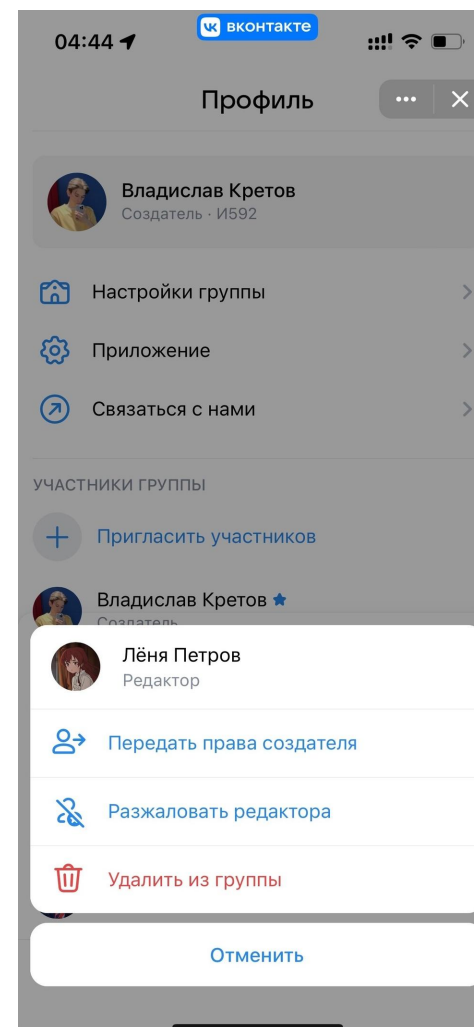 04:44
вконтакте
Профиль
Владислав Кретов
Создатель · И592
Настройки группы
Приложение
Связаться с нами
УЧАСТНИКИ ГРУППЫ
Пригласить участников
Владислав Кретов
Создатель
Лёня Петров
Редактор
Передать права создателя
Разжаловать редактора
Удалить из группы
Отменить